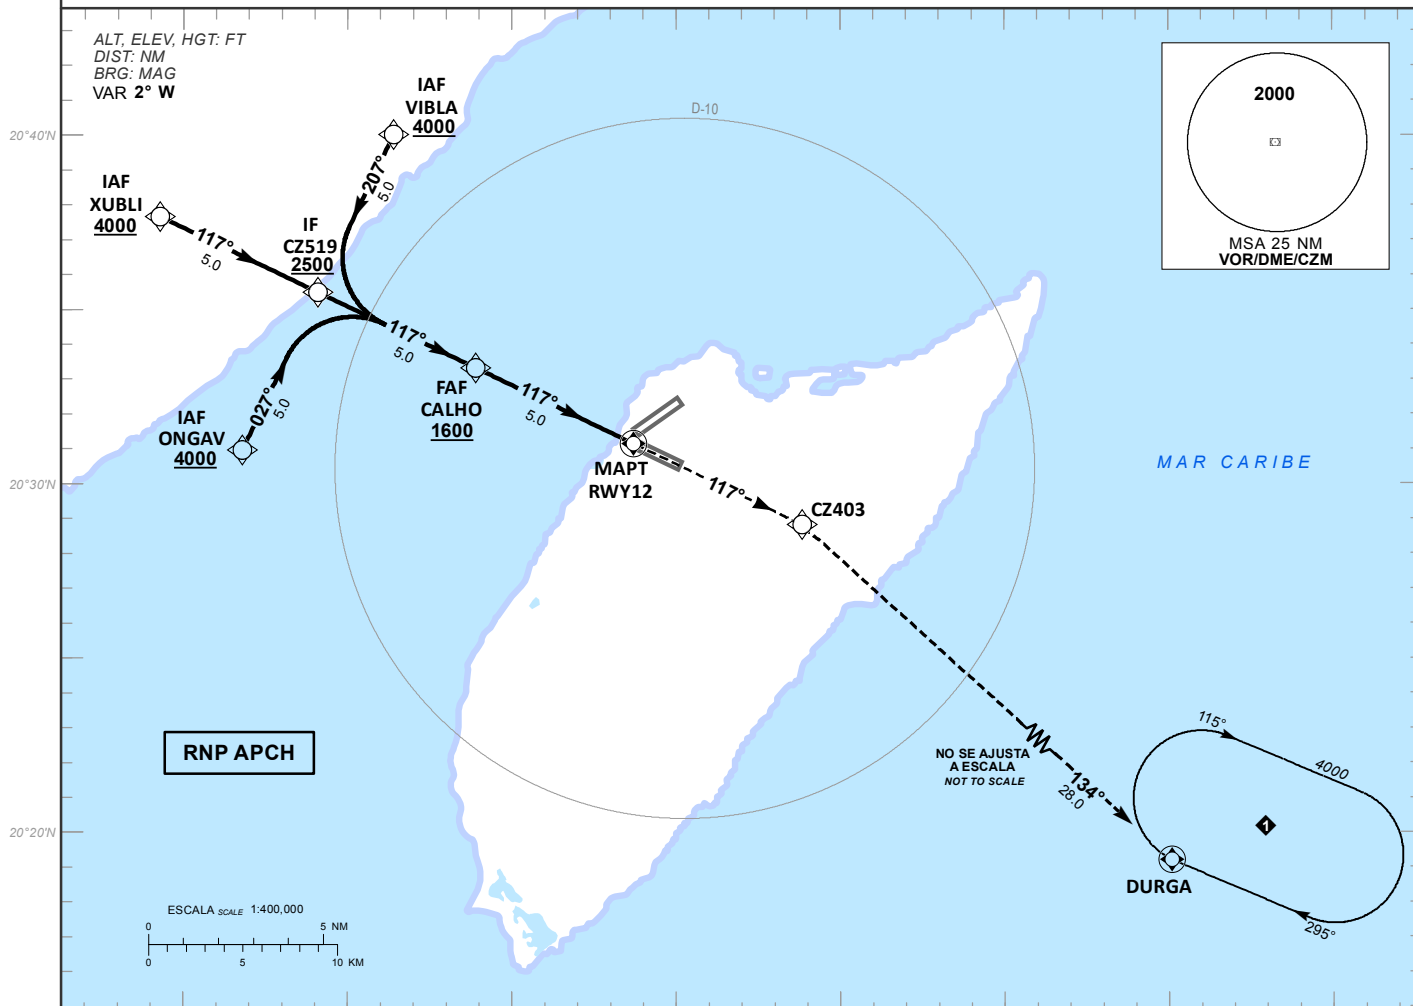 ALT, ELEV, HGT: FT
DIST: NM
BRG: MAG
VAR 2° W
20°40'N
20°30'N
20°20'N
IAF
VIBLA
4000
207°
5.0
IAF
XUBLI
4000
117°
5.0
IF
CZ519
2500
117°
5.0
IAF
ONGAV
4000
027°
5.0
FAF
CALHO
1600
117°
5.0
MAPT
RWY12
117°
CZ403
D-10
2000
MSA 25 NM
VOR/DME/CZM
MAR CARIBE
RNP APCH
NO SE AJUSTA
A ESCALA
NOT TO SCALE
134°
28.0
115°
4000
1
295°
DURGA
ESCALA SCALE 1:400,000
0 5 NM
0 5 10 KM